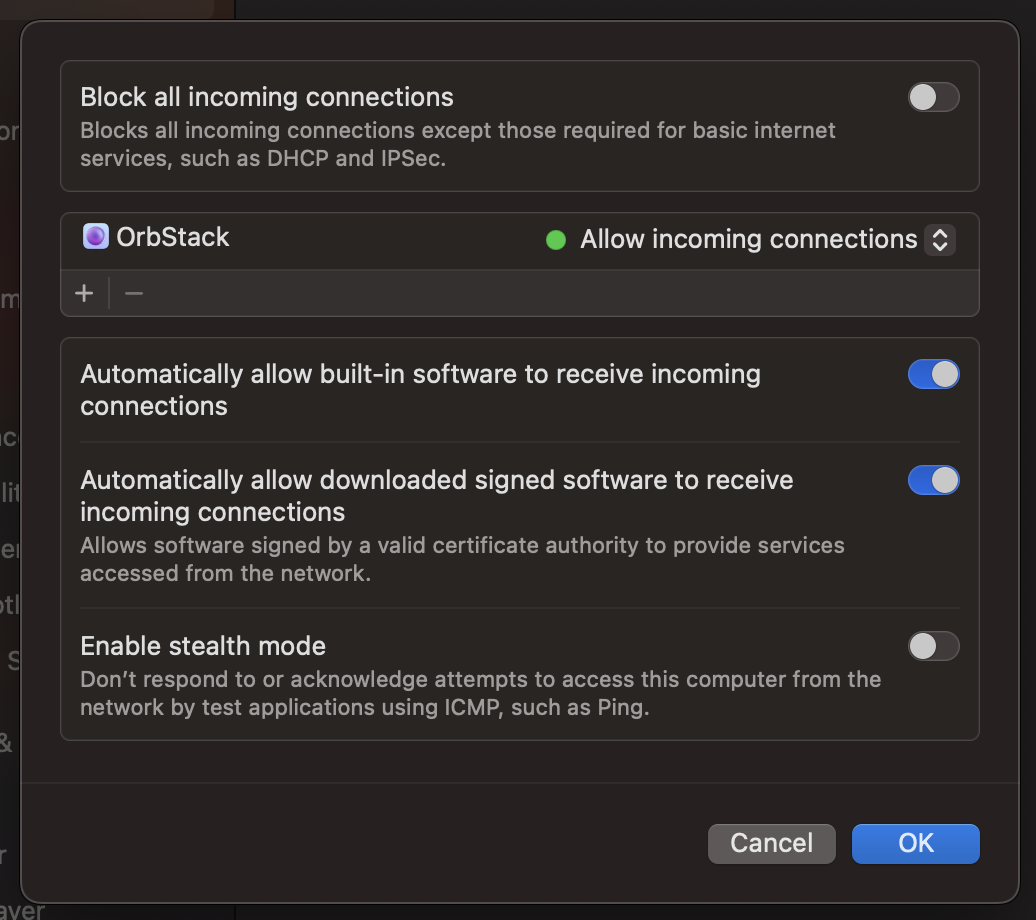 Block all incoming connections
Blocks all incoming connections except those required for basic internet
services, such as DHCP and IPSec.
OrbStack
Allow incoming connections
Automatically allow built-in software to receive incoming
connections
Automatically allow downloaded signed software to receive
incoming connections
Allows software signed by a valid certificate authority to provide services
accessed from the network.
Enable stealth mode
Don’t respond to or acknowledge attempts to access this computer from the
network by test applications using ICMP, such as Ping.
Cancel
OK